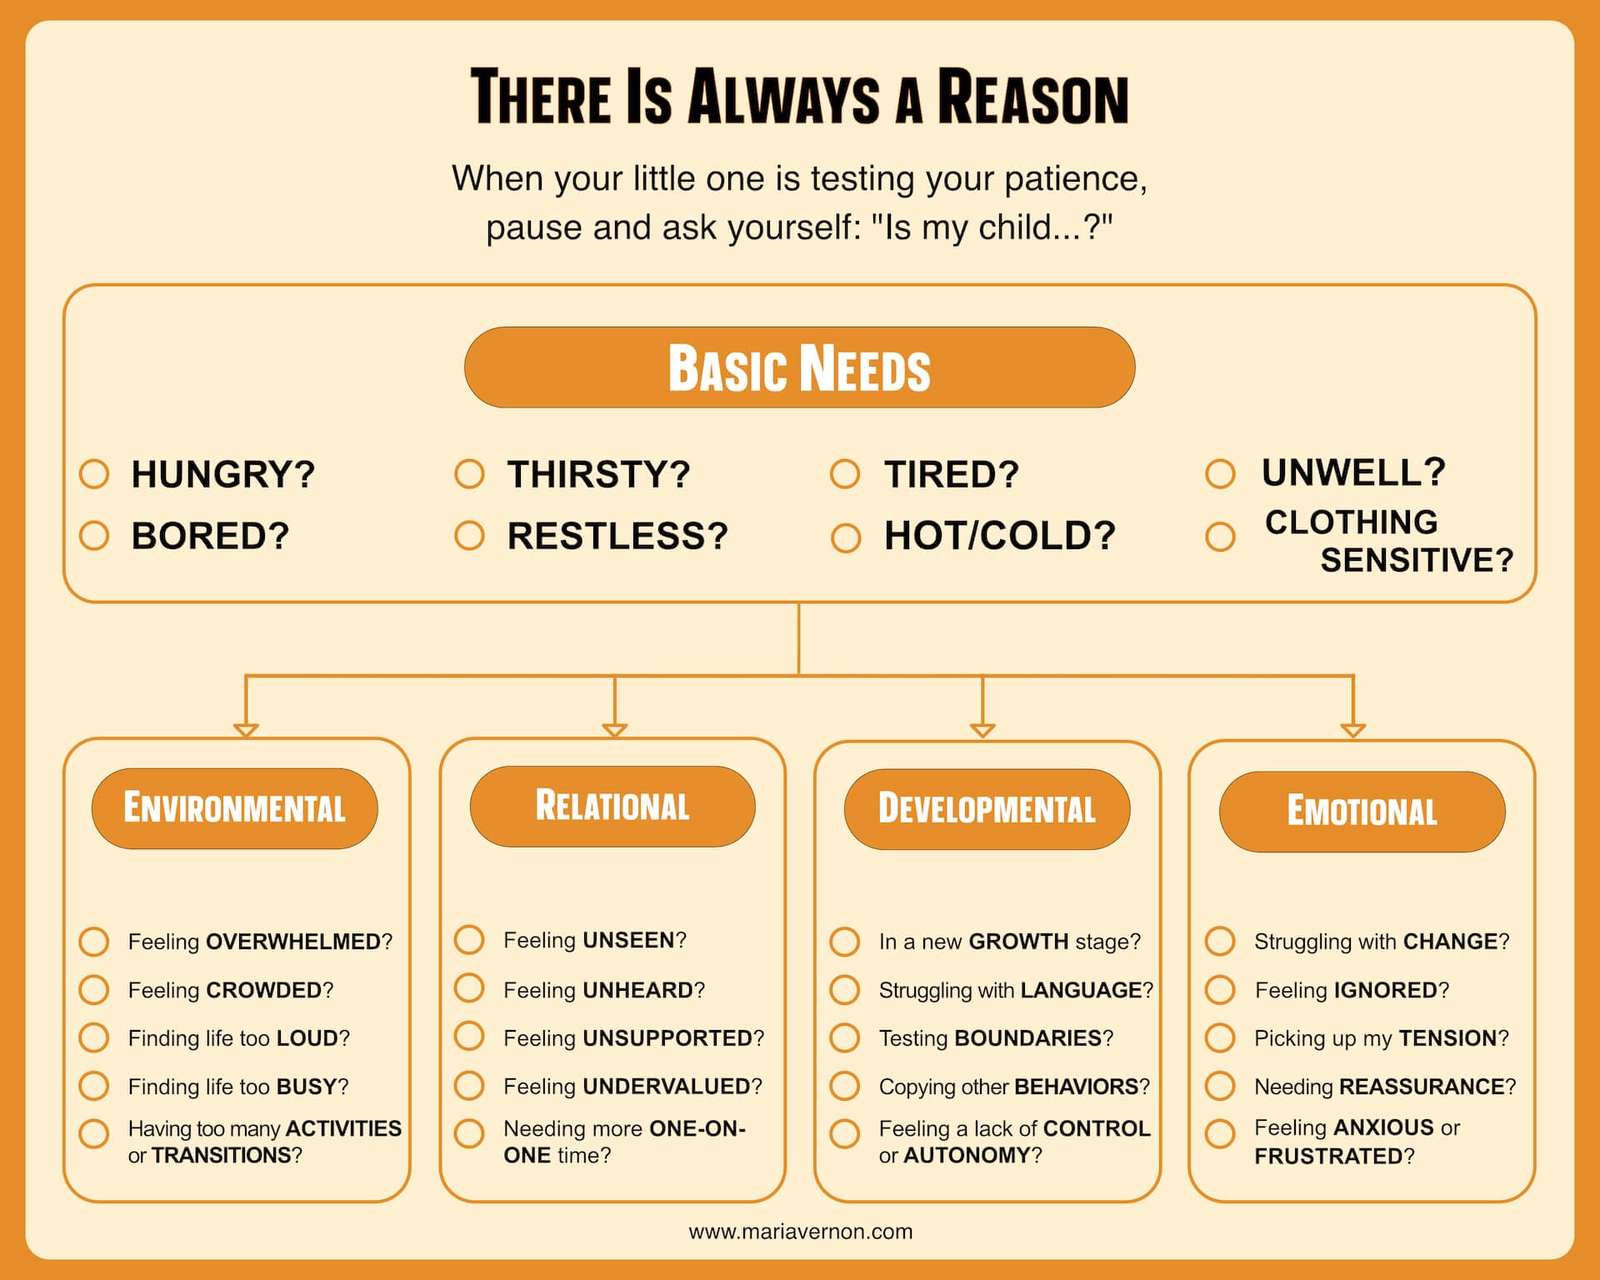 There Is Always a Reason
When your little one is testing your patience,
pause and ask yourself: "Is my child...?"
Basic Needs
HUNGRY?
THIRSTY?
TIRED?
UNWELL?
BORED?
RESTLESS?
HOT/COLD?
CLOTHING
SENSITIVE?
Environmental
Feeling OVERWHELMED?
Feeling CROWDED?
Finding life too LOUD?
Finding life too BUSY?
Having too many ACTIVITIES
or TRANSITIONS?
Relational
Feeling UNSEEN?
Feeling UNHEARD?
Feeling UNSUPPORTED?
Feeling UNDERVALUED?
Needing more ONE-ON-
ONE time?
Developmental
In a new GROWTH stage?
Struggling with LANGUAGE?
Testing BOUNDARIES?
Copying other BEHAVIORS?
Feeling a lack of CONTROL
or AUTONOMY?
Emotional
Struggling with CHANGE?
Feeling IGNORED?
Picking up my TENSION?
Needing REASSURANCE?
Feeling ANXIOUS or
FRUSTRATED?
www.mariavernon.com